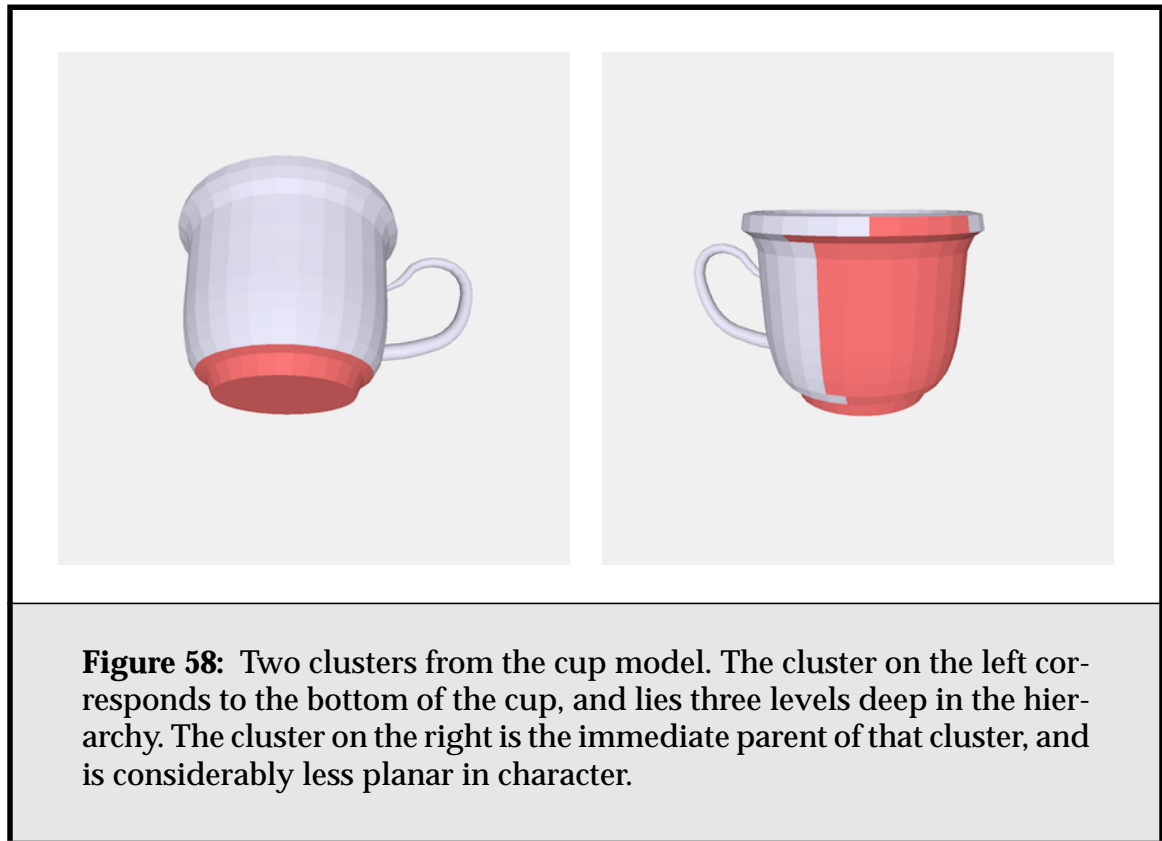 Figure 58: Two clusters from the cup model. The cluster on the left cor-
responds to the bottom of the cup, and lies three levels deep in the hier-
archy. The cluster on the right is the immediate parent of that cluster, and
is considerably less planar in character.